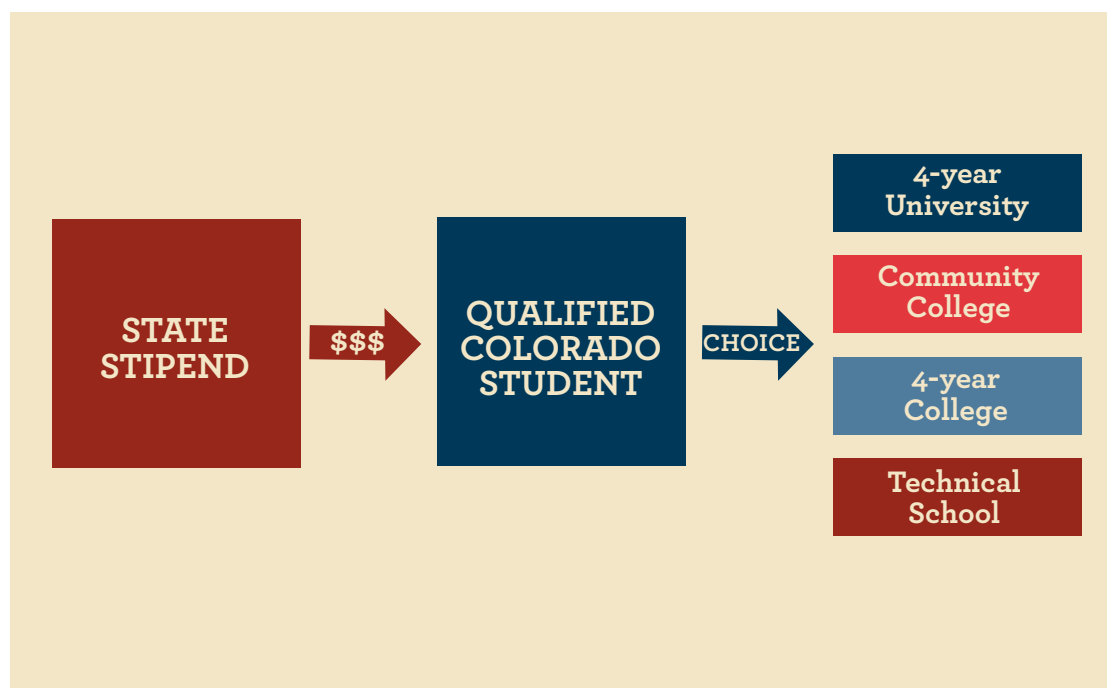 STATE
STIPEND
$$$
QUALIFIED
COLORADO
STUDENT
CHOICE
4-year
University
Community
College
4-year
College
Technical
School